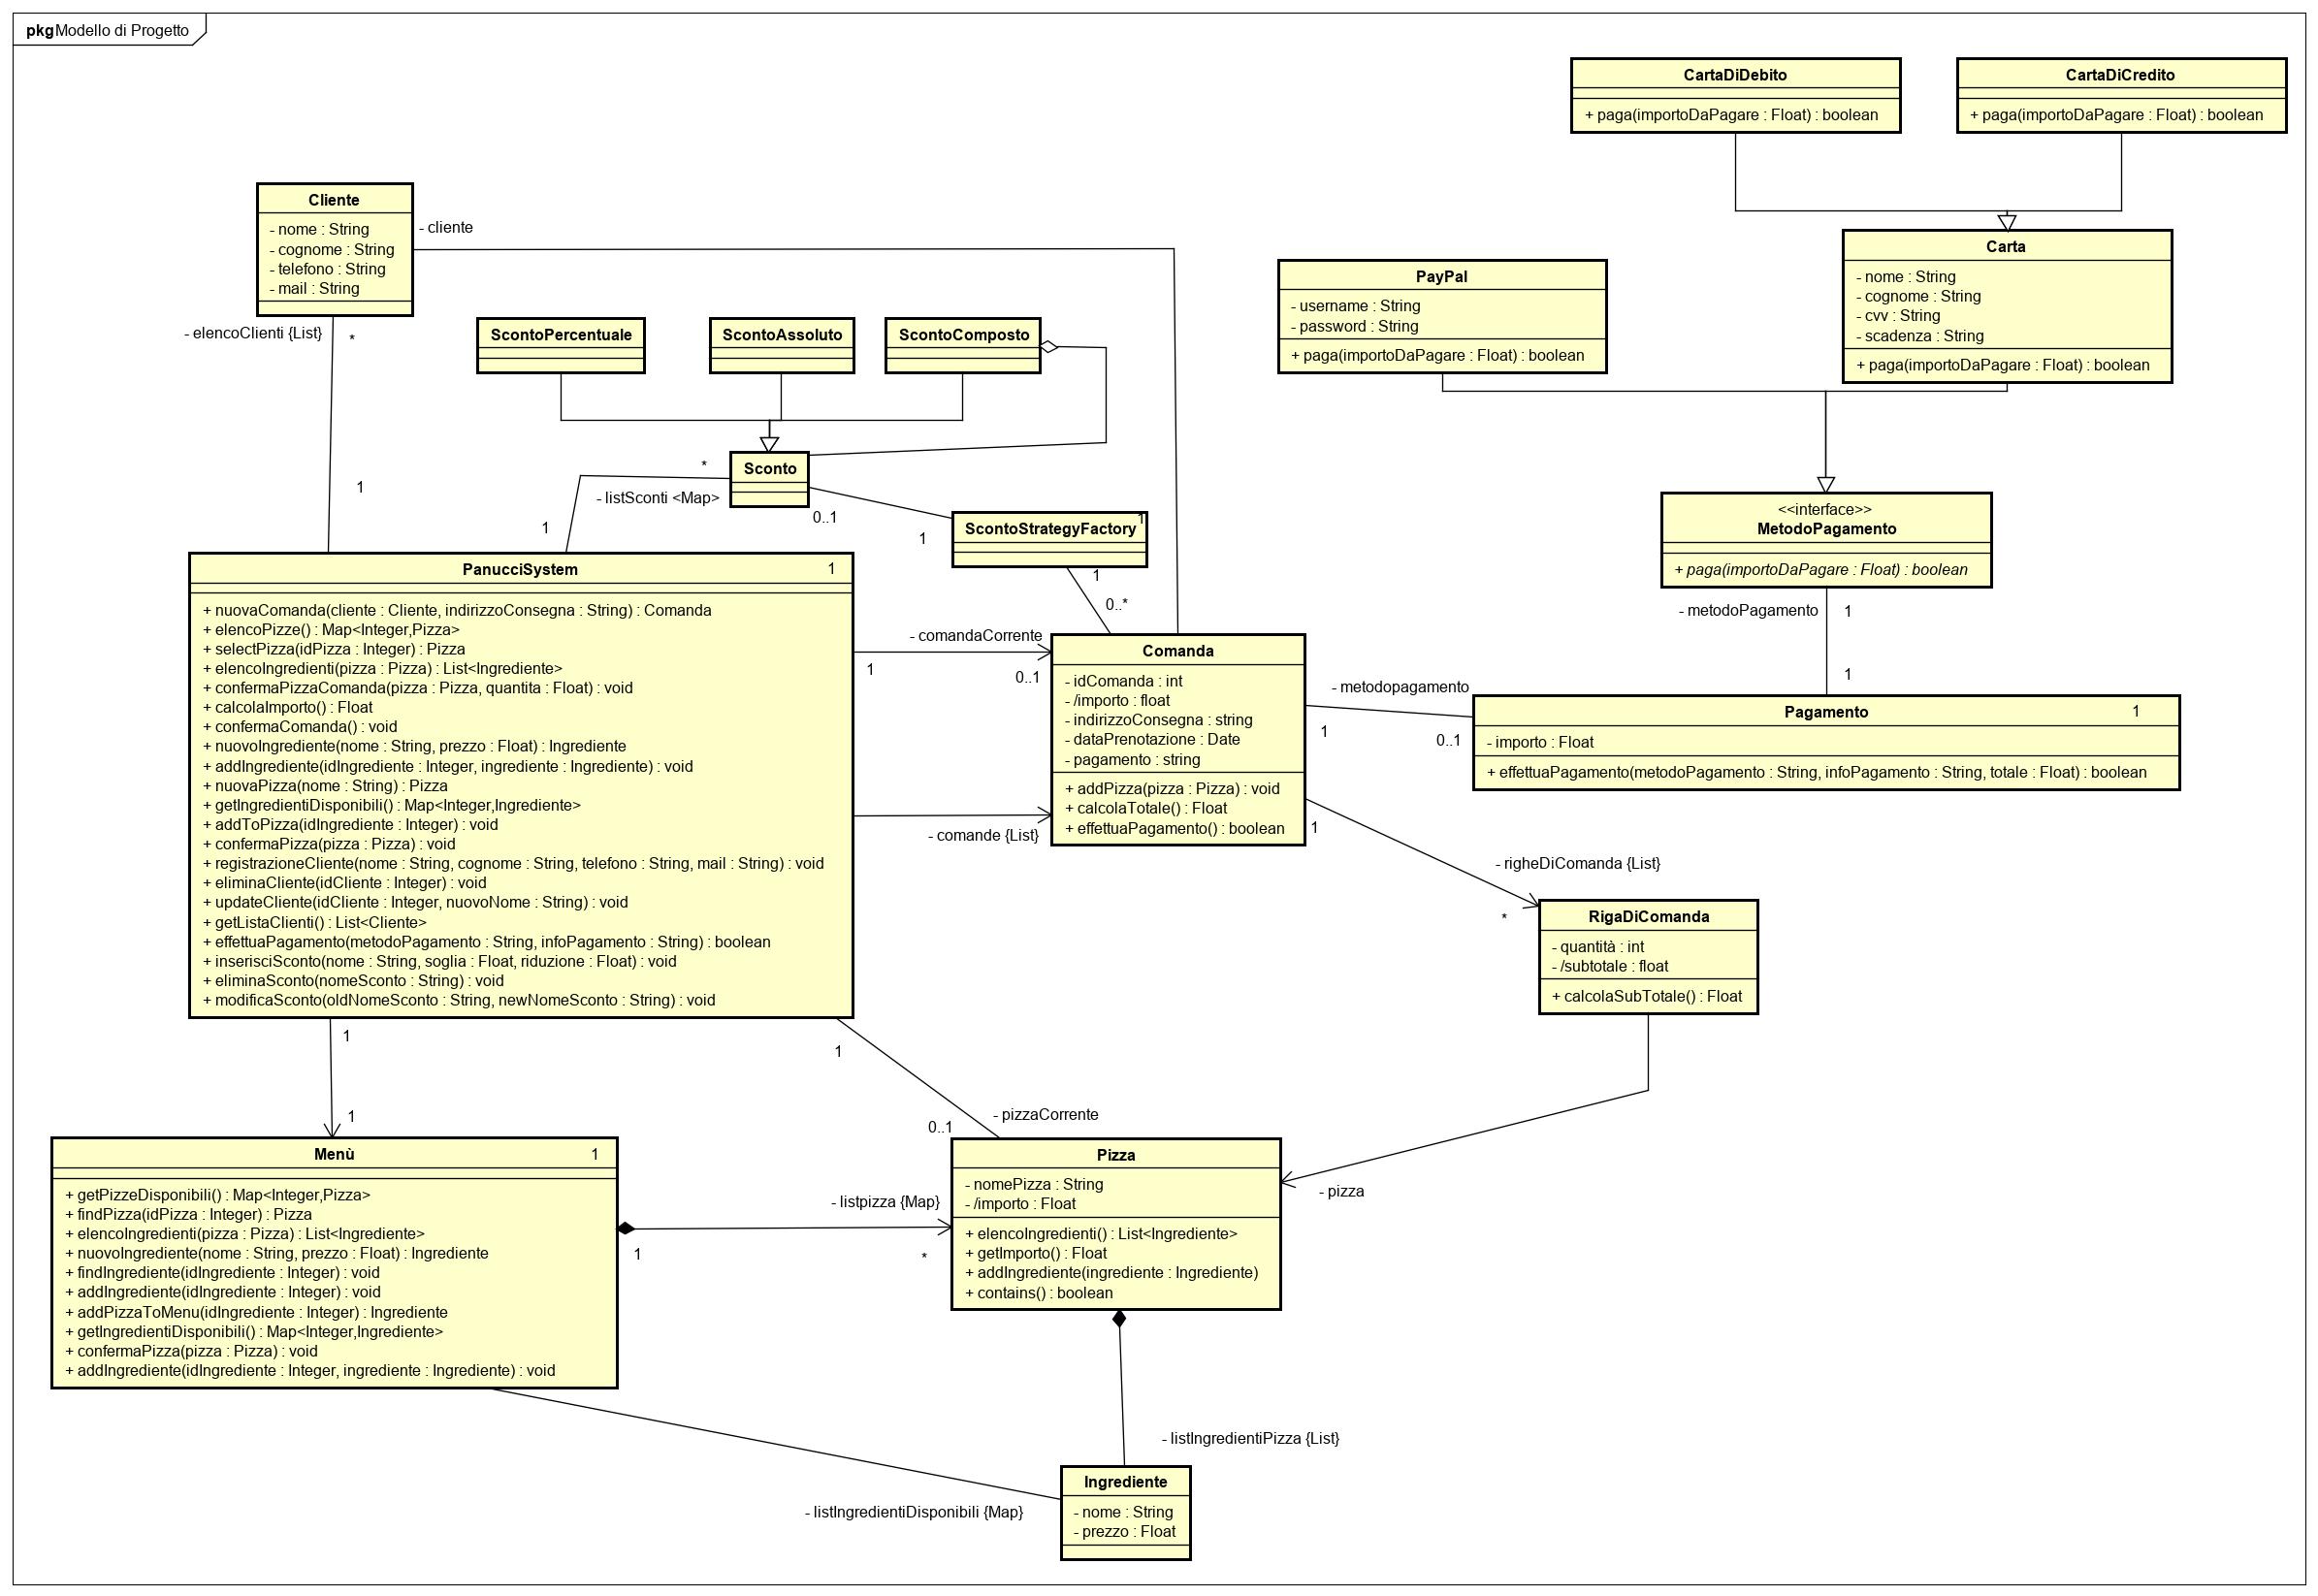 pkg Modello di Progetto
CartaDiDebito
+ paga(importoDaPagare : Float) : boolean
CartaDiCredito
+ paga(importoDaPagare : Float) : boolean
Cliente
- nome : String
- cognome : String
- telefono : String
- mail : String
- cliente
- elencoClienti {List}
*
1
ScontoPercentuale
ScontoAssoluto
ScontoComposto
PayPal
- username : String
- password : String
+ paga(importoDaPagare : Float) : boolean
Carta
- nome : String
- cognome : String
- cvv : String
- scadenza : String
+ paga(importoDaPagare : Float) : boolean
*
Sconto
- listSconti <Map>
1
0..1
1
ScontoStrategyFactory
1
1
0..*
<<interface>>
MetodoPagamento
+ paga(importoDaPagare : Float) : boolean
- metodoPagamento
1
1
PanucciSystem
1
+ nuovaComanda(cliente : Cliente, indirizzoConsegna : String) : Comanda
+ elencoPizze() : Map<Integer,Pizza>
+ selectPizza(idPizza : Integer) : Pizza
+ elencoIngredienti(pizza : Pizza) : List<Ingrediente>
+ confermaPizzaComanda(pizza : Pizza, quantita : Float) : void
+ calcolaImporto() : Float
+ confermaComanda() : void
+ nuovoIngrediente(nome : String, prezzo : Float) : Ingrediente
+ addIngrediente(idIngrediente : Integer, ingrediente : Ingrediente) : void
+ nuovaPizza(nome : String) : Pizza
+ getIngredientiDisponibili() : Map<Integer,Ingrediente>
+ addToPizza(idIngrediente : Integer) : void
+ confermaPizza(pizza : Pizza) : void
+ registrazioneCliente(nome : String, cognome : String, telefono : String, mail : String) : void
+ eliminaCliente(idCliente : Integer) : void
+ updateCliente(idCliente : Integer, nuovoNome : String) : void
+ getListaClienti() : List<Cliente>
+ effettuaPagamento(metodoPagamento : String, infoPagamento : String) : boolean
+ inserisciSconto(nome : String, soglia : Float, riduzione : Float) : void
+ eliminaSconto(nomeSconto : String) : void
+ modificaSconto(oldNomeSconto : String, newNomeSconto : String) : void
- comandaCorrente
1
0..1
- comande {List}
Comanda
- idComanda : int
- /importo : float
- indirizzoConsegna : string
- dataPrenotazione : Date
- pagamento : string
+ addPizza(pizza : Pizza) : void
+ calcolaTotale() : Float
+ effettuaPagamento() : boolean
- metodopagamento
1
0..1
Pagamento
1
- importo : Float
+ effettuaPagamento(metodoPagamento : String, infoPagamento : String, totale : Float) : boolean
1
- righeDiComanda {List}
*
RigaDiComanda
- quantità : int
- /subtotale : float
+ calcolaSubTotale() : Float
1
1
1
- pizzaCorrente
0..1
Menù
1
+ getPizzeDisponibili() : Map<Integer,Pizza>
+ findPizza(idPizza : Integer) : Pizza
+ elencoIngredienti(pizza : Pizza) : List<Ingrediente>
+ nuovoIngrediente(nome : String, prezzo : Float) : Ingrediente
+ findIngrediente(idIngrediente : Integer) : void
+ addIngrediente(idIngrediente : Integer) : void
+ addPizzaToMenu(idIngrediente : Integer) : Ingrediente
+ getIngredientiDisponibili() : Map<Integer,Ingrediente>
+ confermaPizza(pizza : Pizza) : void
+ addIngrediente(idIngrediente : Integer, ingrediente : Ingrediente) : void
- listpizza {Map}
1
*
Pizza
- nomePizza : String
- /importo : Float
+ elencoIngredienti() : List<Ingrediente>
+ getImporto() : Float
+ addIngrediente(ingrediente : Ingrediente)
+ contains() : boolean
- pizza
- listIngredientiPizza {List}
- listIngredientiDisponibili {Map}
Ingrediente
- nome : String
- prezzo : Float